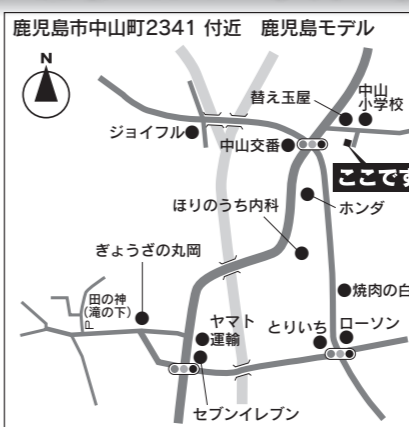 鹿児島市中山町2341 付近　鹿児島モデル
N
替え玉屋
中山
小学校
ジョイフル
中山交番
ここです
ほりのうち内科
ホンダ
ぎょうざの丸岡
田の神
(滝の下)
P
焼肉の白
ヤマト
運輸
とりいち
ローソン
セブンイレブン